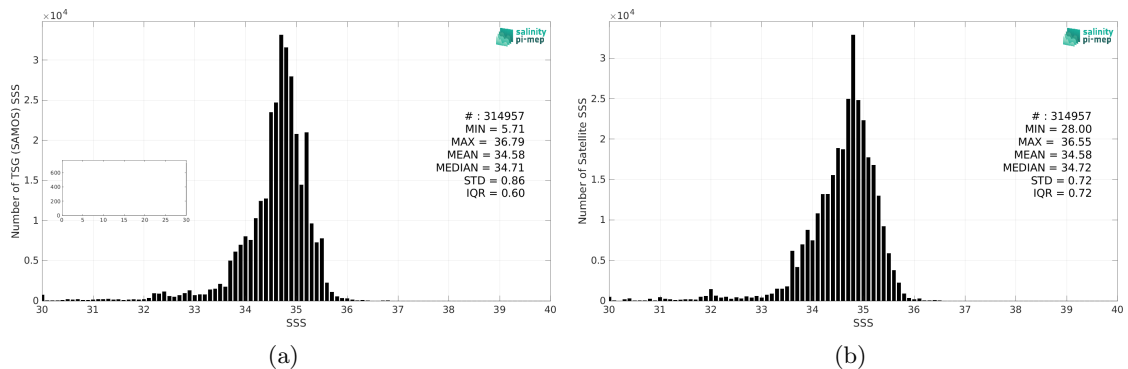 ×10⁴
3
2.5
2
1.5
1
0.5
0
30 31 32 33 34 35 36 37 38 39 40
SSS
Number of TSG (SAMOS) SSS
salinity
pi-mep
# : 314957
MIN = 5.71
MAX = 36.79
MEAN = 34.58
MEDIAN = 34.71
STD = 0.86
IQR = 0.60
600
400
200
0
0 5 10 15 20 25 30
(a)
×10⁴
3
2.5
2
1.5
1
0.5
0
30 31 32 33 34 35 36 37 38 39 40
SSS
Number of Satellite SSS
salinity
pi-mep
# : 314957
MIN = 28.00
MAX = 36.55
MEAN = 34.58
MEDIAN = 34.72
STD = 0.72
IQR = 0.72
(b)